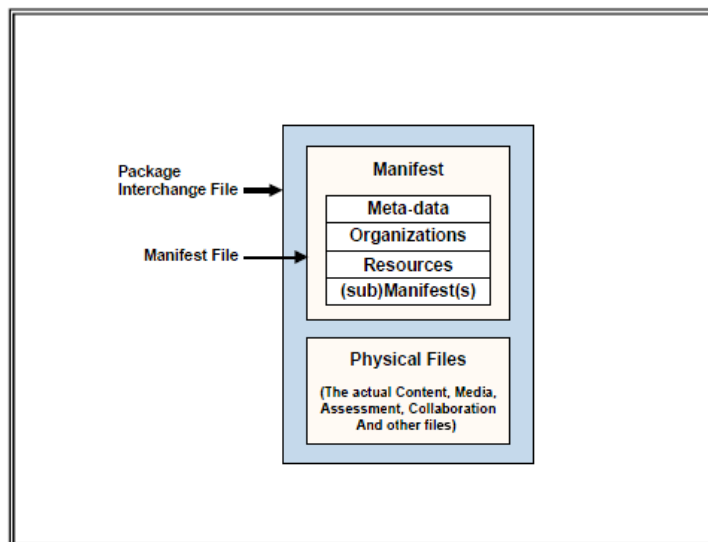 Package
Interchange File
Manifest File
Manifest
Meta-data
Organizations
Resources
(sub)Manifest(s)
Physical Files
(The actual Content, Media,
Assessment, Collaboration
And other files)